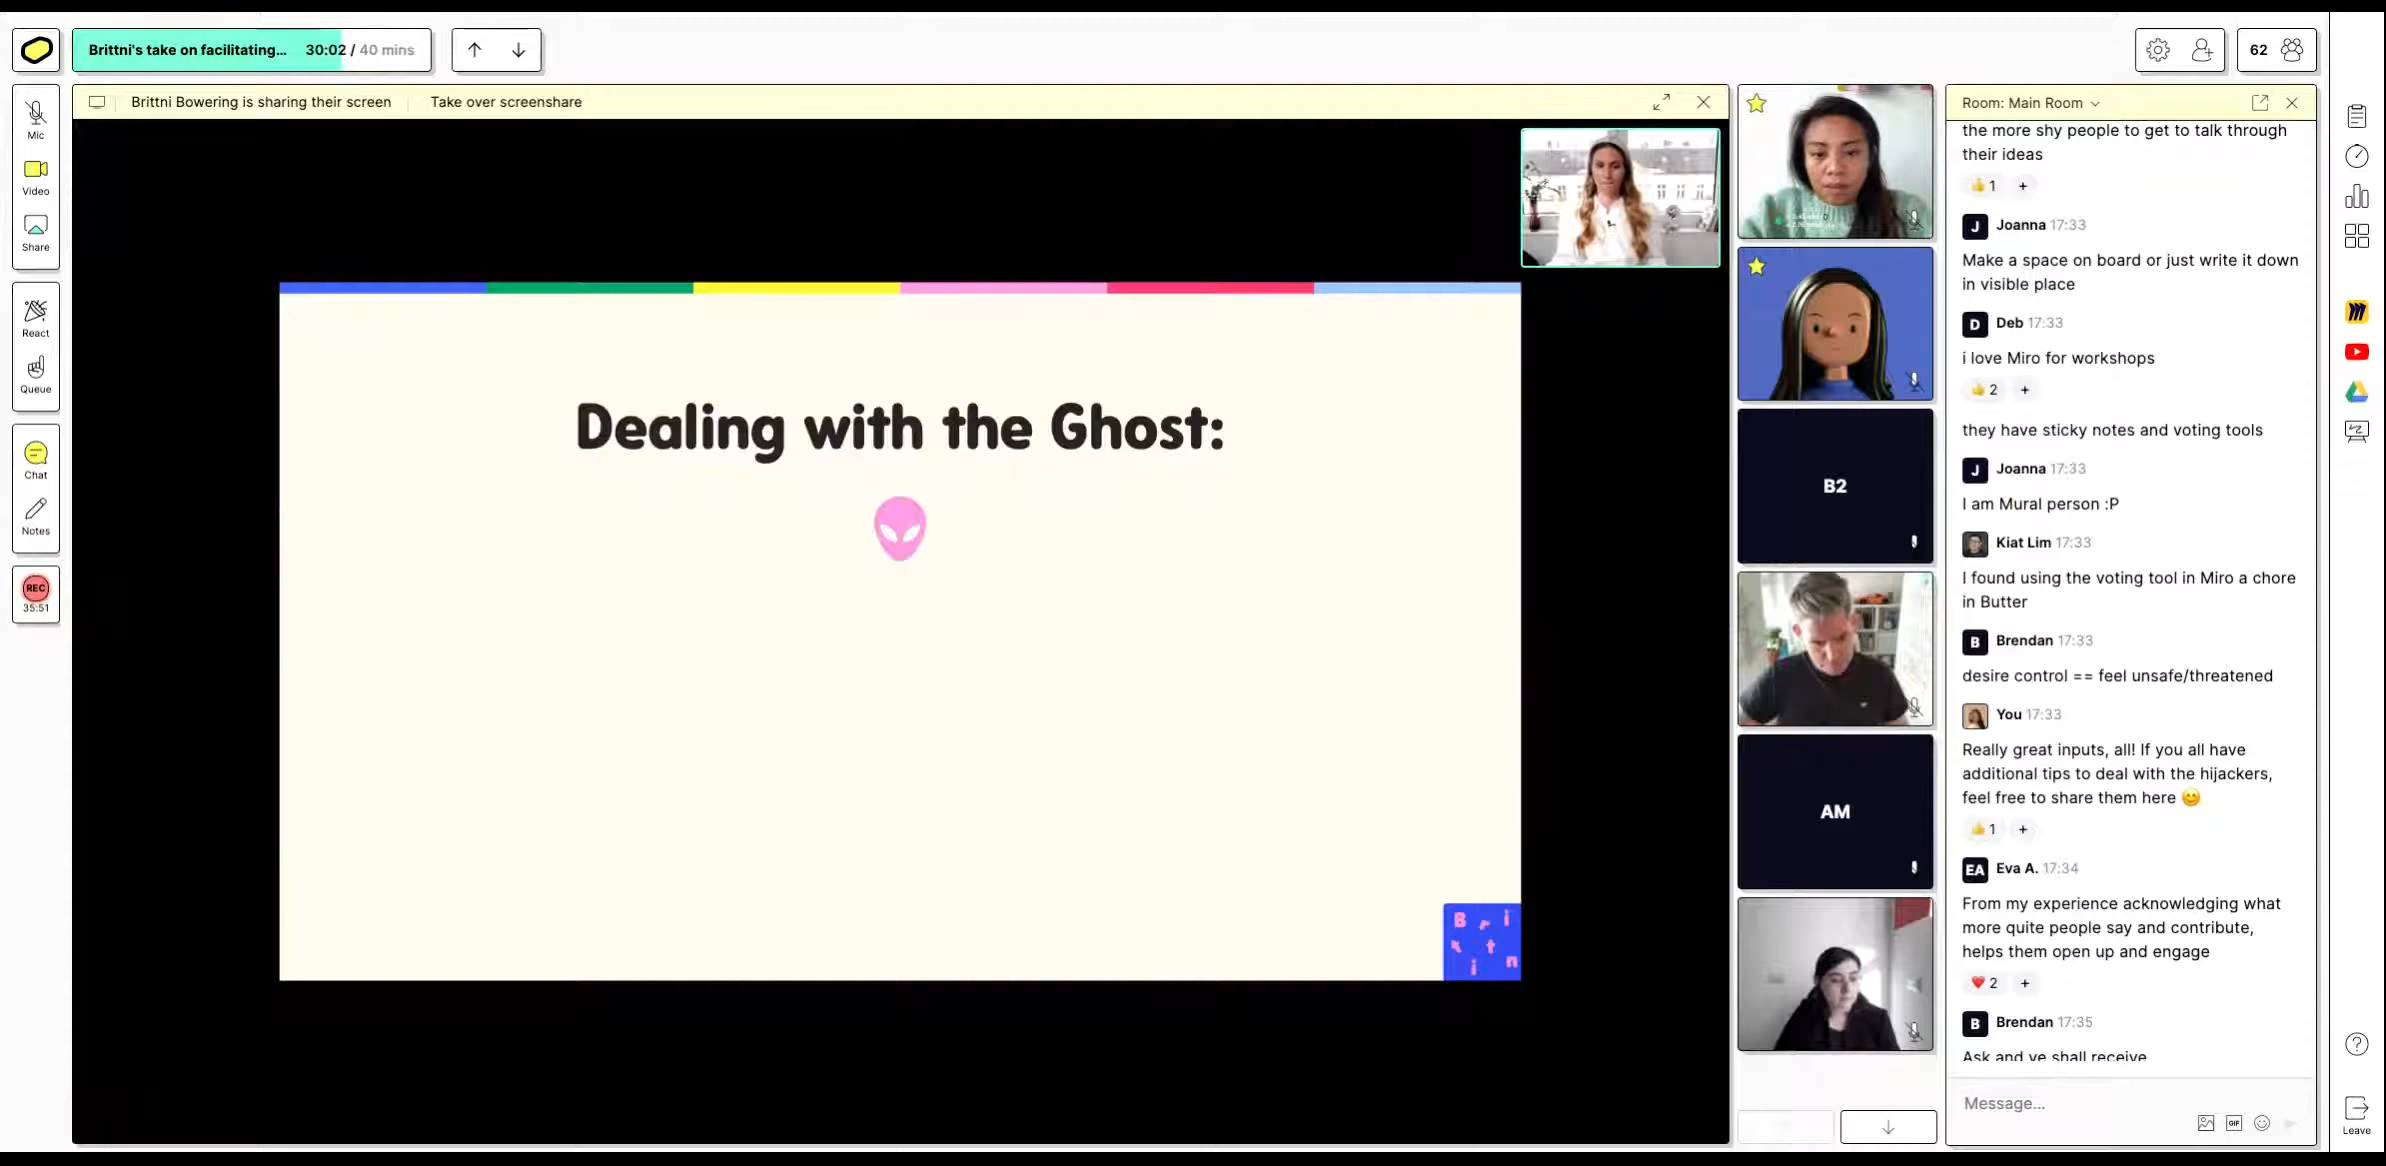 Brittni's take on facilitating... 30:02 / 40 mins
62
Mic
Video
Share
React
Queue
Chat
Notes
REC
35:51
Brittni Bowering is sharing their screen
Take over screenshare
Dealing with the Ghost:
B r i
t t
i n
B2
AM
Room: Main Room
the more shy people to get to talk through
their ideas
👍 1 +
J Joanna 17:33
Make a space on board or just write it down
in visible place
D Deb 17:33
i love Miro for workshops
👍 2 +
they have sticky notes and voting tools
J Joanna 17:33
I am Mural person :P
Kiat Lim 17:33
I found using the voting tool in Miro a chore
in Butter
B Brendan 17:33
desire control == feel unsafe/threatened
You 17:33
Really great inputs, all! If you all have
additional tips to deal with the hijackers,
feel free to share them here 😊
👍 1 +
EA Eva A. 17:34
From my experience acknowledging what
more quite people say and contribute,
helps them open up and engage
❤️ 2 +
B Brendan 17:35
Ask and ye shall receive
Message...
GIF
Leave